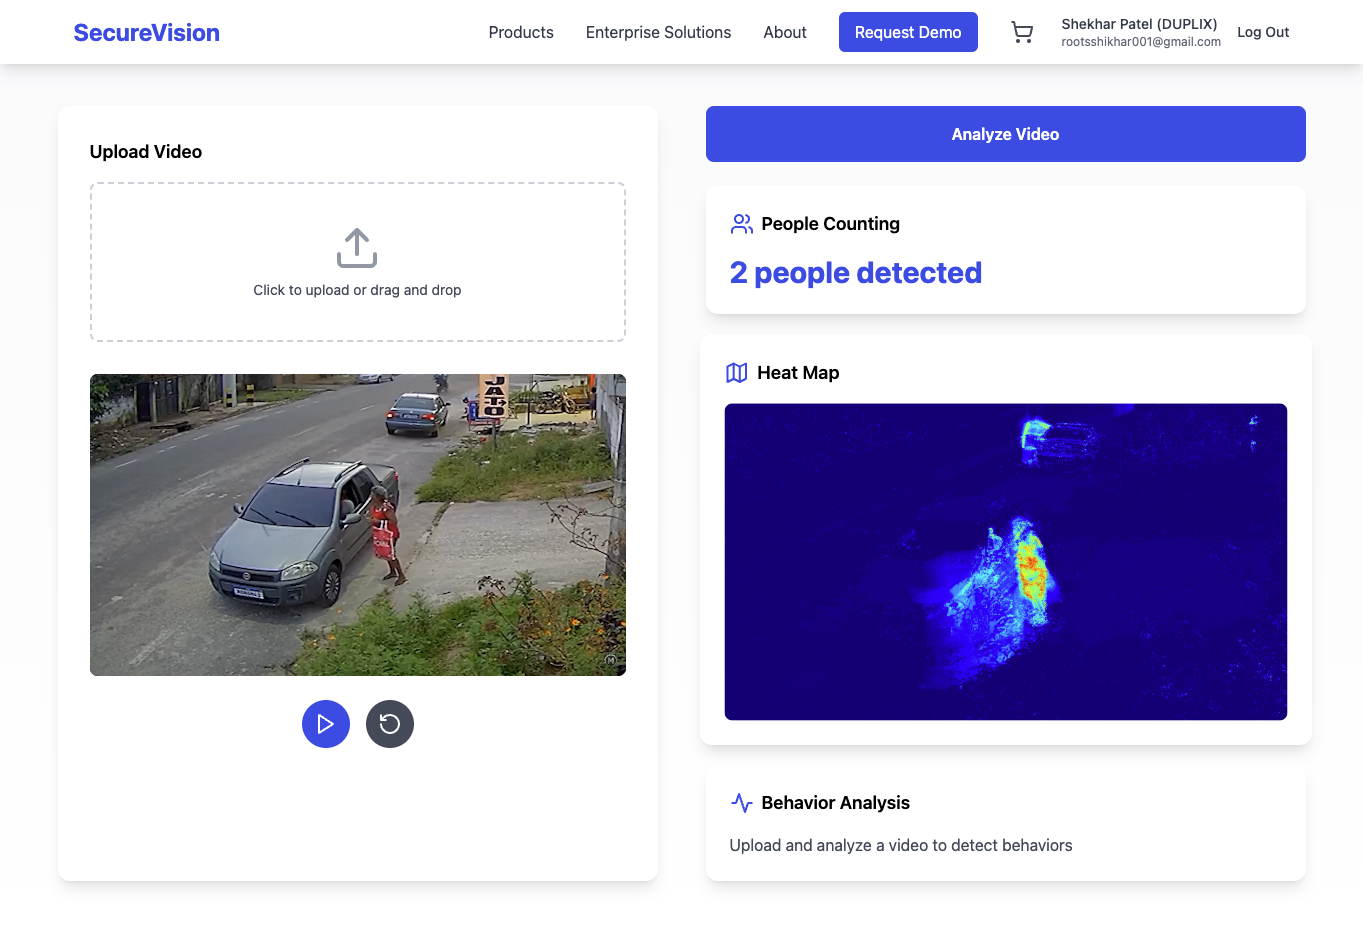 SecureVision
Products
Enterprise Solutions
About
Request Demo
Shekhar Patel (DUPLIX)
rootsshikhar001@gmail.com
Log Out
Upload Video
Click to upload or drag and drop
JATO
M
Analyze Video
People Counting
2 people detected
Heat Map
Behavior Analysis
Upload and analyze a video to detect behaviors